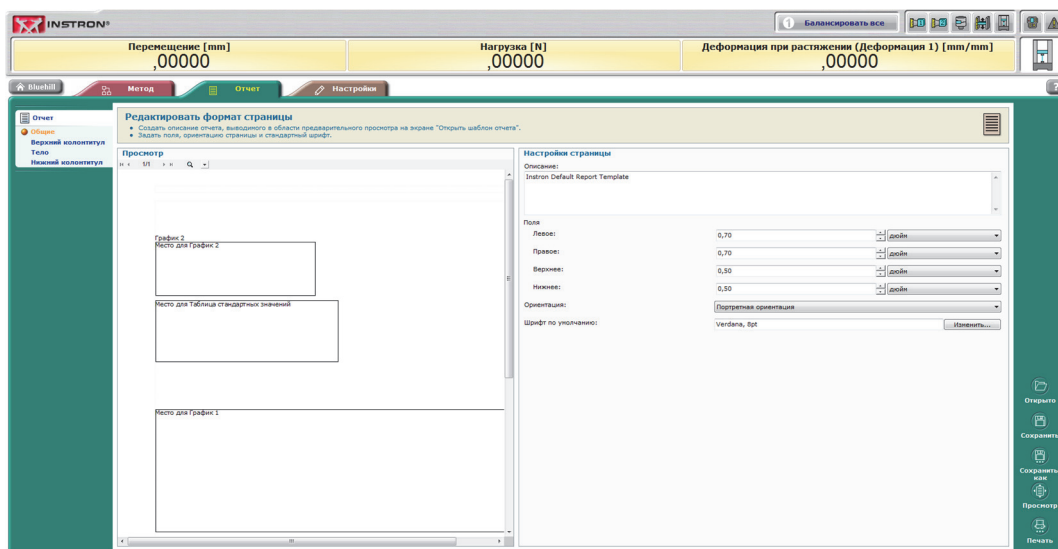 INSTRON®
1 Балансировать все
Перемещение [mm]
,00000
Нагрузка [N]
,00000
Деформация при растяжении (Деформация 1) [mm/mm]
,00000
Bluehill
Метод
Отчет
Настройки
?
Отчет
Общие
Верхний колонтитул
Тело
Нижний колонтитул
Редактировать формат страницы
• Создать описание отчета, выводимого в области предварительного просмотра на экране "Открыть шаблон отчета".
• Задать поля, ориентацию страницы и стандартный шрифт.
Просмотр
1/1
График 2
Место для График 2
Место для Таблица стандартных значений
Место для График 1
Настройки страницы
Описание:
Instron Default Report Template
Поля
Левое: 0,70 дюйм
Правое: 0,70 дюйм
Верхнее: 0,50 дюйм
Нижнее: 0,50 дюйм
Ориентация: Портретная ориентация
Шрифт по умолчанию: Verdana, 8pt Изменить...
Открыто
Сохранить
Сохранить
как
Просмотр
Печать